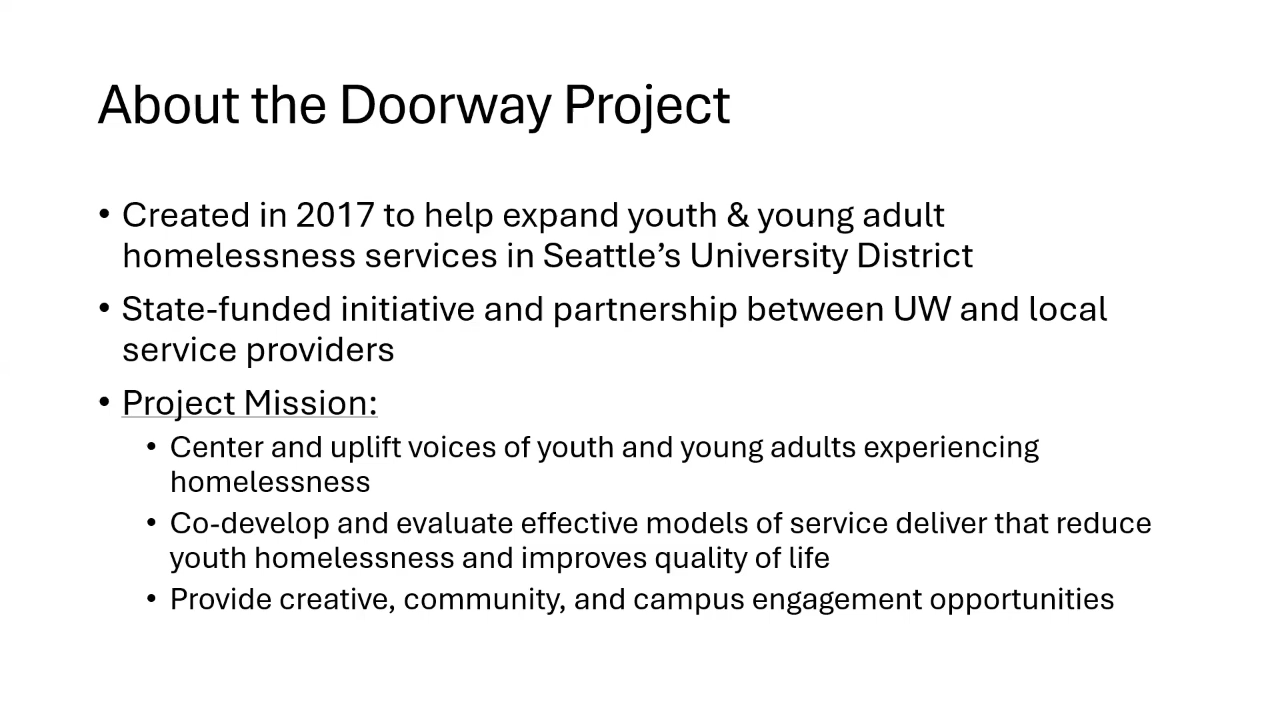 About the Doorway Project
• Created in 2017 to help expand youth & young adult
homelessness services in Seattle’s University District
• State-funded initiative and partnership between UW and local
service providers
• Project Mission:
• Center and uplift voices of youth and young adults experiencing
homelessness
• Co-develop and evaluate effective models of service deliver that reduce
youth homelessness and improves quality of life
• Provide creative, community, and campus engagement opportunities